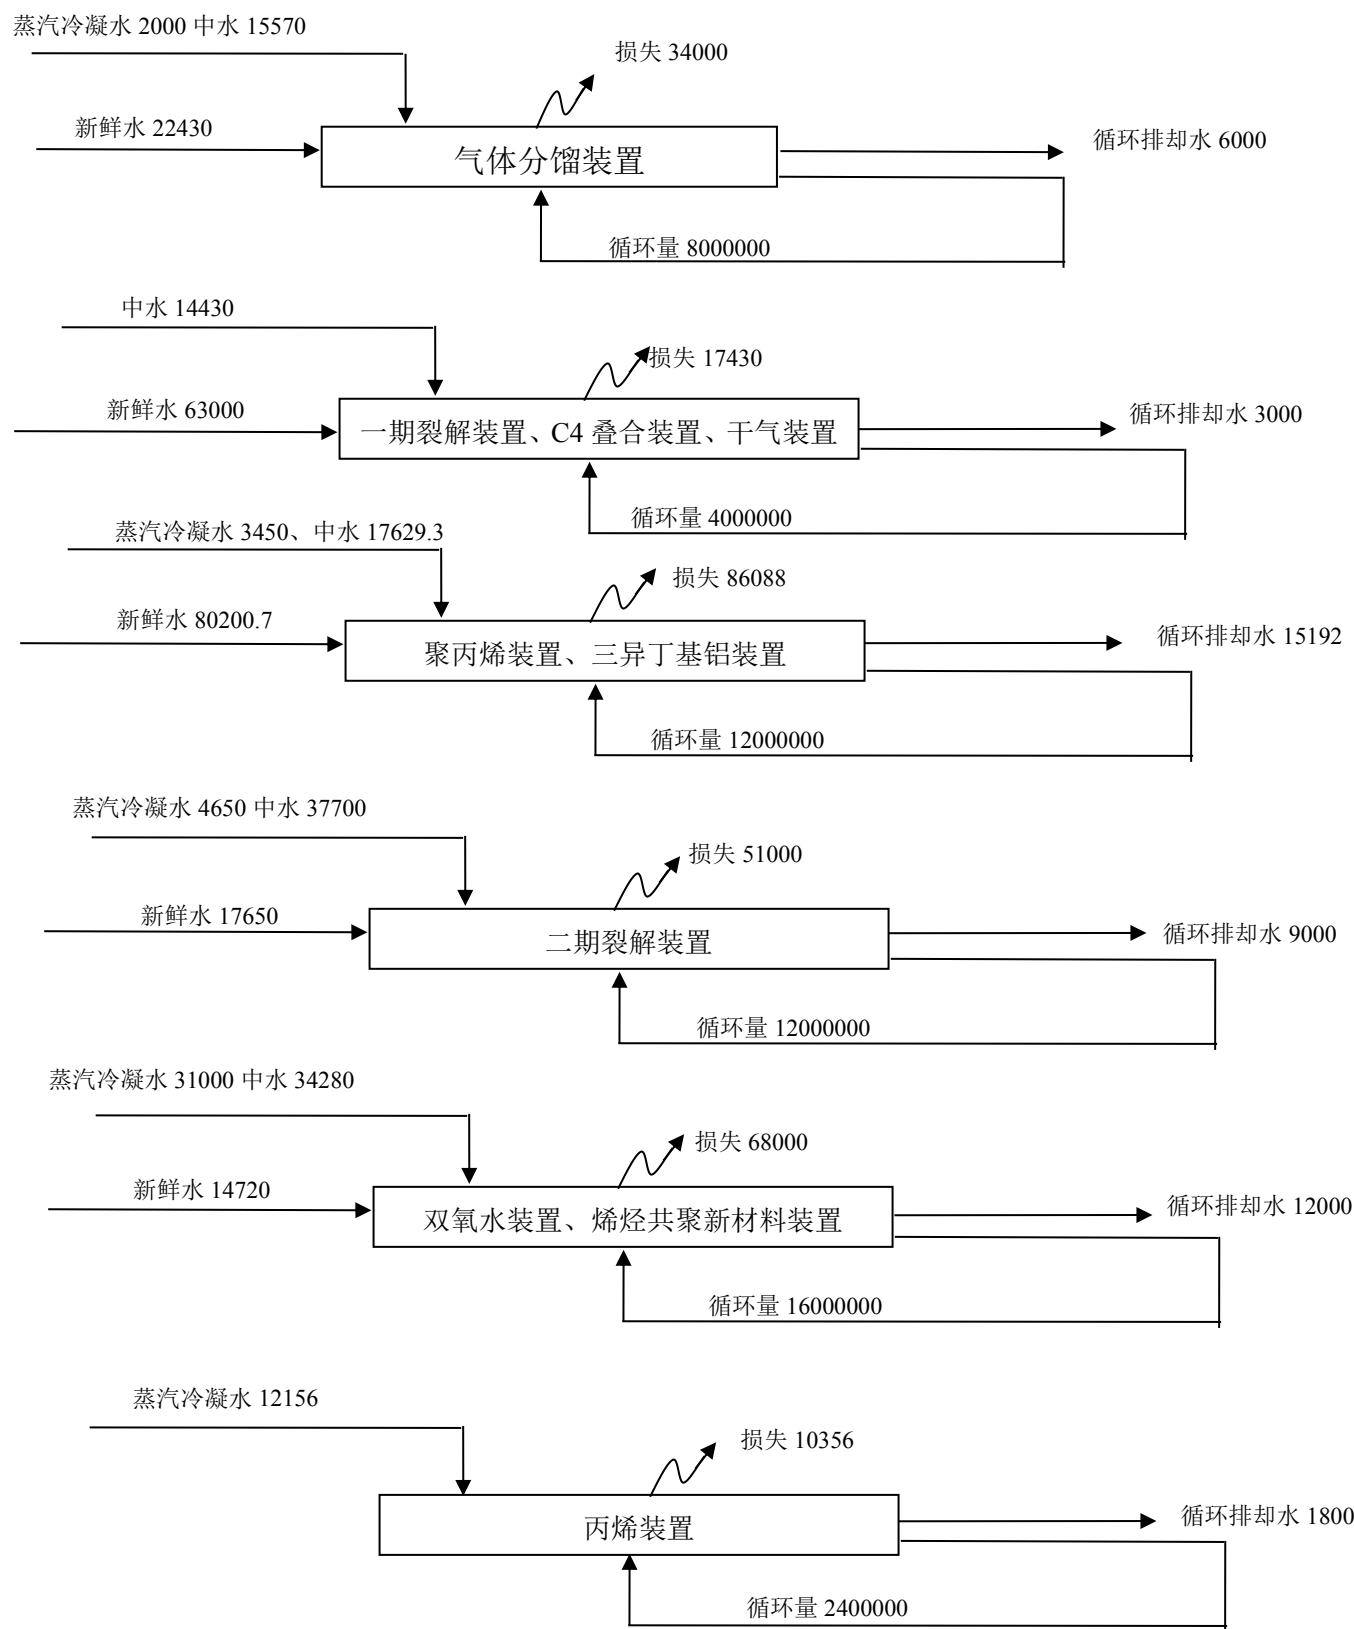 蒸汽冷凝水 2000 中水 15570
损失 34000
新鲜水 22430
循环排却水 6000
气体分馏装置
循环量 8000000
中水 14430
损失 17430
新鲜水 63000
循环排却水 3000
一期裂解装置、C4 叠合装置、干气装置
循环量 4000000
蒸汽冷凝水 3450、中水 17629.3
损失 86088
新鲜水 80200.7
循环排却水 15192
聚丙烯装置、三异丁基铝装置
循环量 12000000
蒸汽冷凝水 4650 中水 37700
损失 51000
新鲜水 17650
循环排却水 9000
二期裂解装置
循环量 12000000
蒸汽冷凝水 31000 中水 34280
损失 68000
新鲜水 14720
循环排却水 12000
双氧水装置、烯烃共聚新材料装置
循环量 16000000
蒸汽冷凝水 12156
损失 10356
循环排却水 1800
丙烯装置
循环量 2400000